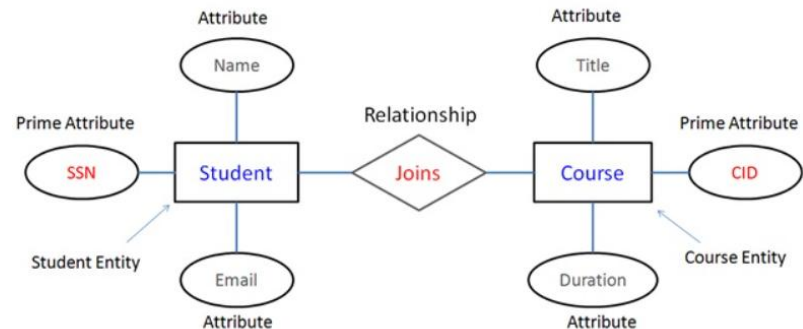 Attribute
Attribute
Name
Title
Relationship
Prime Attribute
Prime Attribute
SSN
Student
Joins
Course
CID
Student Entity
Course Entity
Email
Duration
Attribute
Attribute